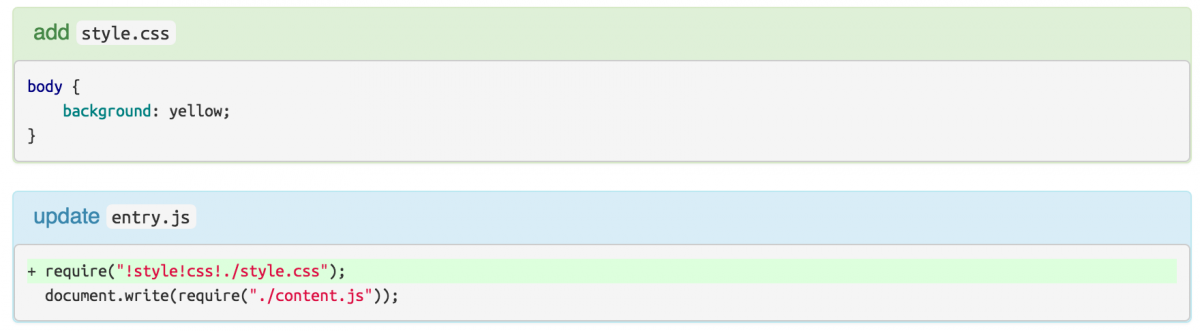 add style.css
body {
    background: yellow;
}
update entry.js
+ require("!style!css!./style.css");
  document.write(require("./content.js"));